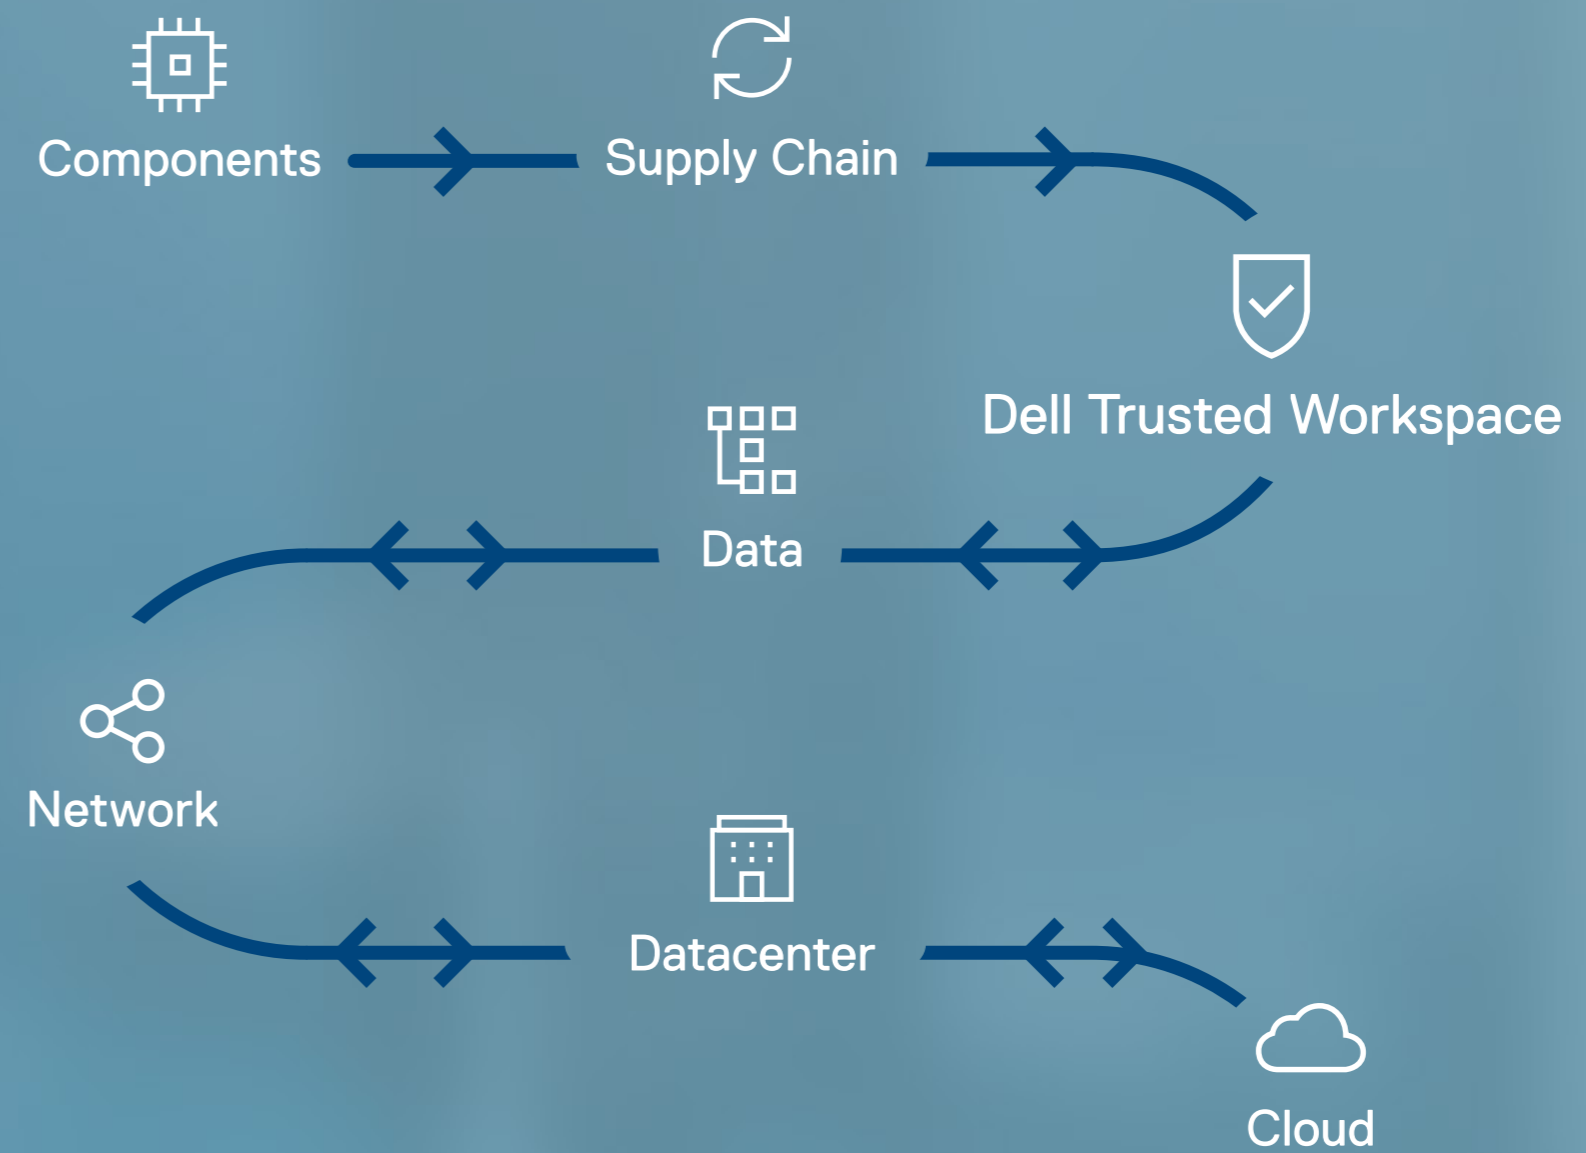 Components
Supply Chain
Dell Trusted Workspace
Data
Network
Datacenter
Cloud